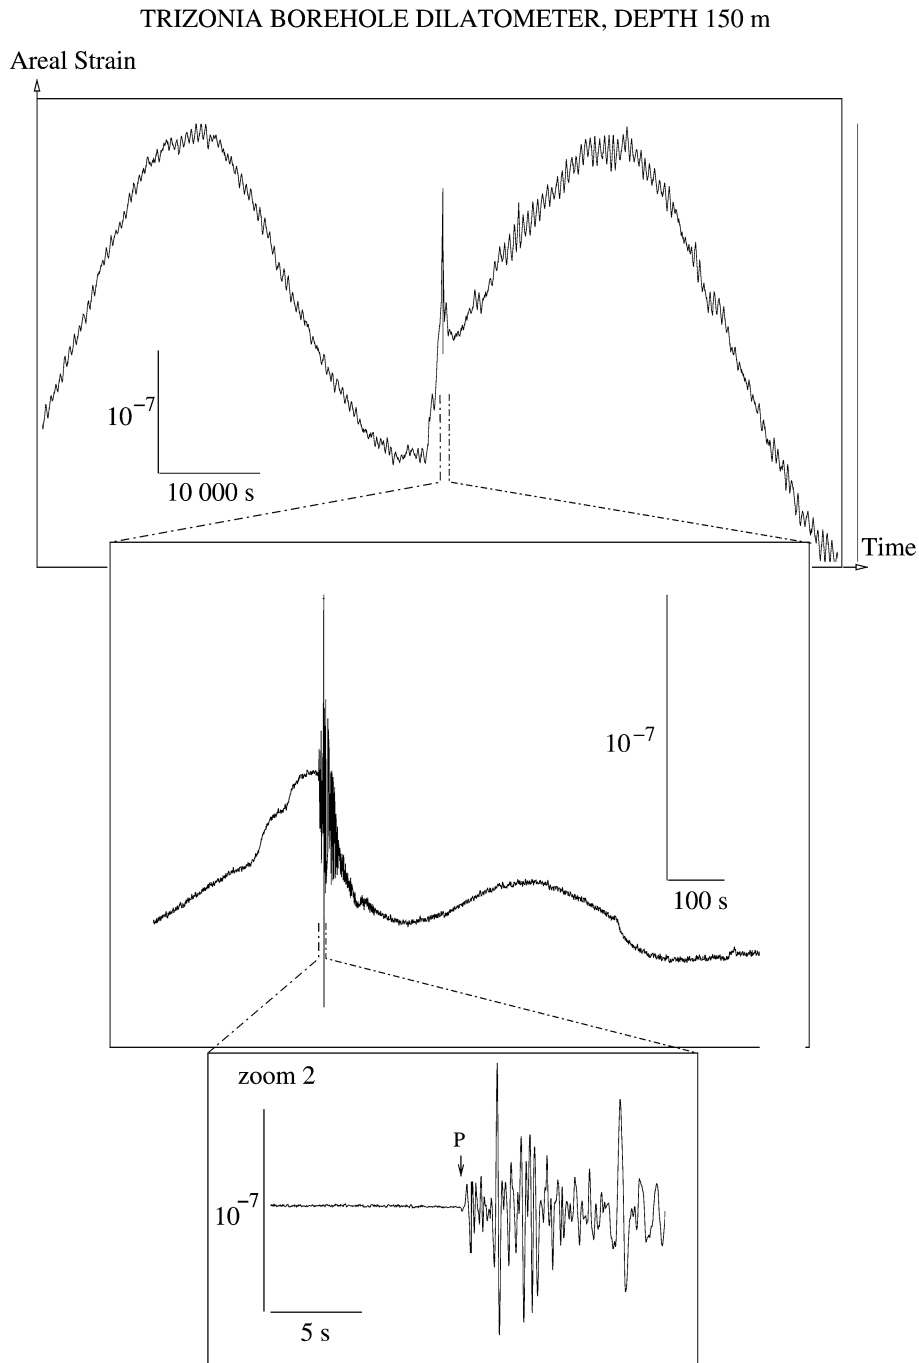 TRIZONIA BOREHOLE DILATOMETER, DEPTH 150 m
Areal Strain
10⁻⁷
10 000 s
Time
10⁻⁷
100 s
zoom 2
P
10⁻⁷
5 s